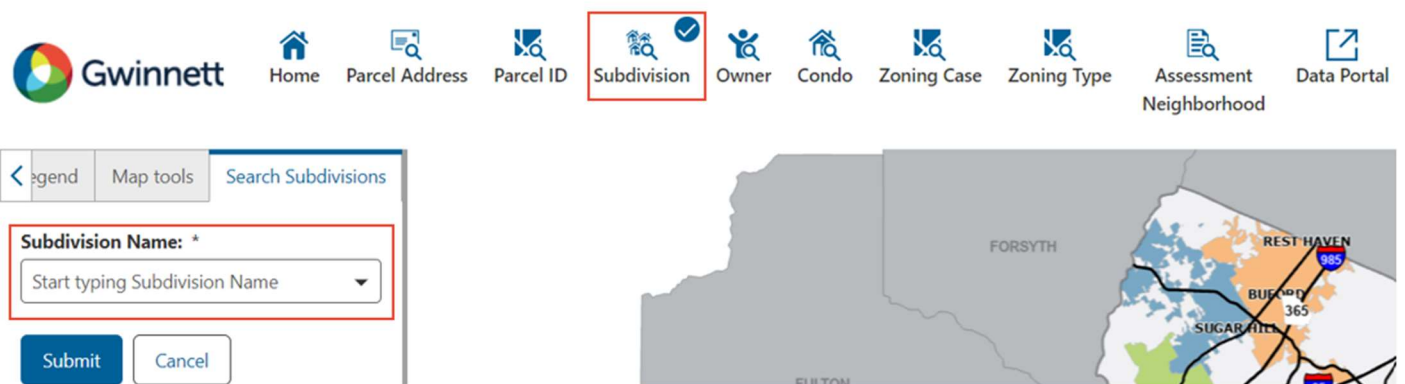 Gwinnett
Home
Parcel Address
Parcel ID
Subdivision
Owner
Condo
Zoning Case
Zoning Type
Assessment
Neighborhood
Data Portal
egend
Map tools
Search Subdivisions
Subdivision Name: *
Start typing Subdivision Name
Submit
Cancel
FORSYTH
REST HAVEN
985
BUFORD
365
SUGAR HILL
FULTON